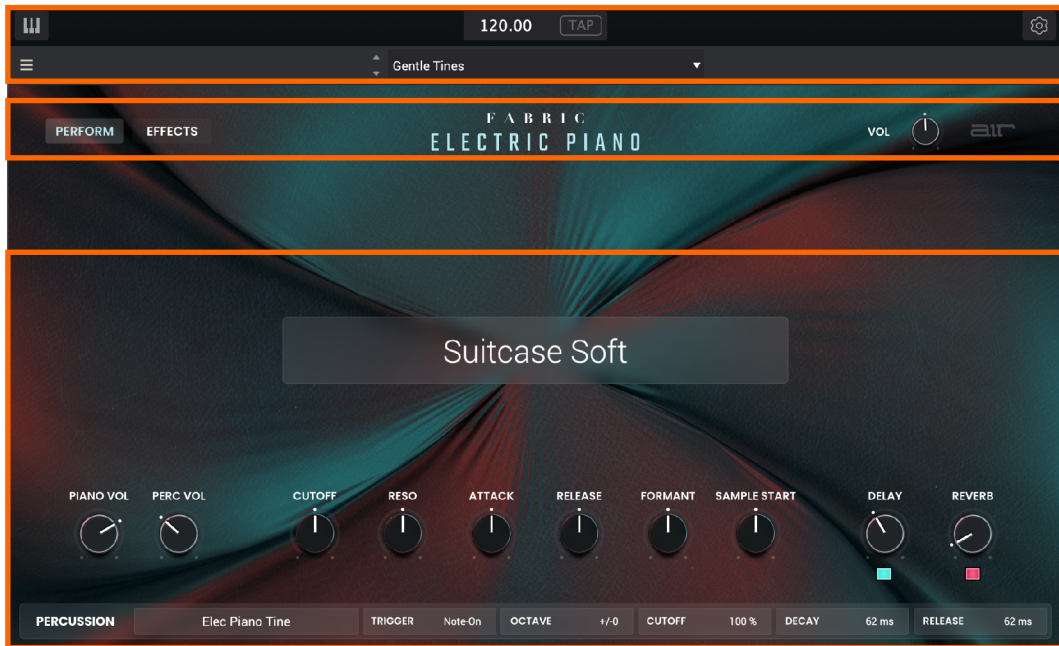 120.00 TAP
Gentle Tines
PERFORM EFFECTS
FABRIC
ELECTRIC PIANO
VOL
air
Suitcase Soft
PIANO VOL PERC VOL CUTOFF RESO ATTACK RELEASE FORMANT SAMPLE START DELAY REVERB
PERCUSSION Elec Piano Tine TRIGGER Note-On OCTAVE +/-0 CUTOFF 100 % DECAY 62 ms RELEASE 62 ms